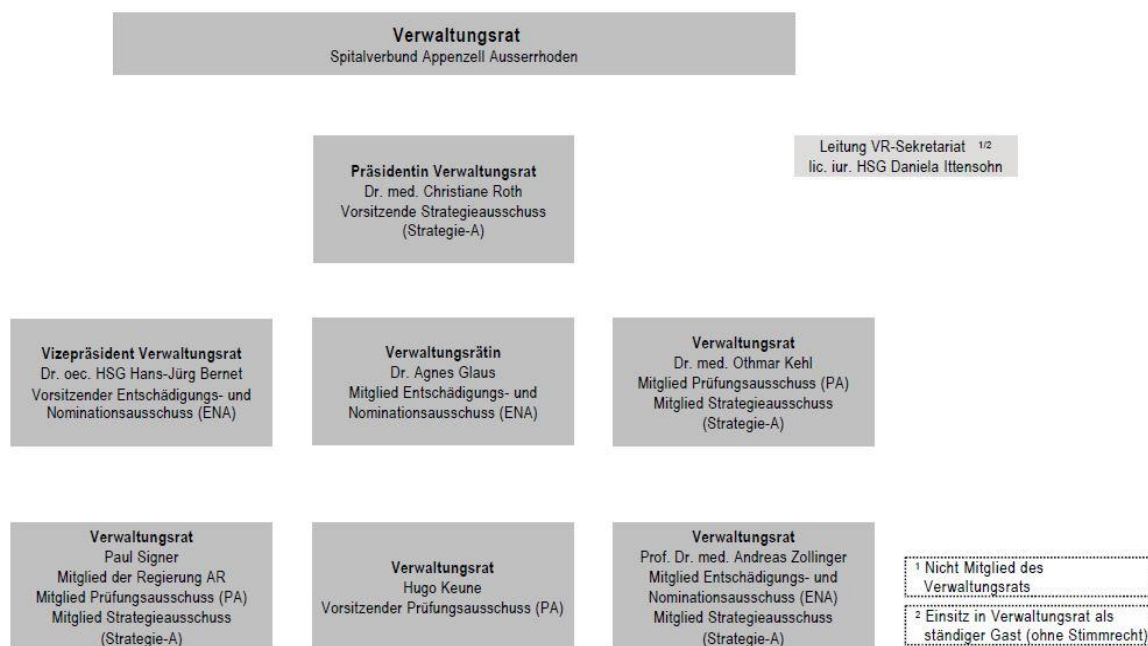 Verwaltungsrat
Spitalverbund Appenzell Ausserrhoden
Präsidentin Verwaltungsrat
Dr. med. Christiane Roth
Vorsitzende Strategieausschuss
(Strategie-A)
Leitung VR-Sekretariat 1/2
lic. iur. HSG Daniela Ittensohn
Vizepräsident Verwaltungsrat
Dr. oec. HSG Hans-Jürg Bernet
Vorsitzender Entschädigungs- und
Nominationsausschuss (ENA)
Verwaltungsrätin
Dr. Agnes Glaus
Mitglied Entschädigungs- und
Nominationsausschuss (ENA)
Verwaltungsrat
Dr. med. Othmar Kehl
Mitglied Prüfungsausschuss (PA)
Mitglied Strategieausschuss
(Strategie-A)
Verwaltungsrat
Paul Signer
Mitglied der Regierung AR
Mitglied Prüfungsausschuss (PA)
Mitglied Strategieausschuss
(Strategie-A)
Verwaltungsrat
Hugo Keune
Vorsitzender Prüfungsausschuss (PA)
Verwaltungsrat
Prof. Dr. med. Andreas Zollinger
Mitglied Entschädigungs- und
Nominationsausschuss (ENA)
Mitglied Strategieausschuss
(Strategie-A)
1 Nicht Mitglied des
Verwaltungsrats
2 Einsitz in Verwaltungsrat als
ständiger Gast (ohne Stimmrecht)